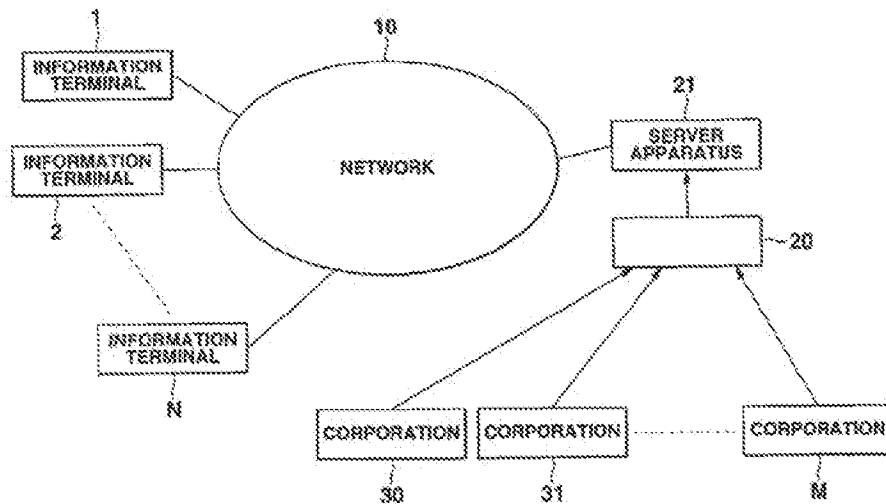 1
INFORMATION
TERMINAL
10
21
SERVER
APPARATUS
INFORMATION
TERMINAL
2
NETWORK
20
INFORMATION
TERMINAL
N
CORPORATION
CORPORATION
CORPORATION
30
31
M